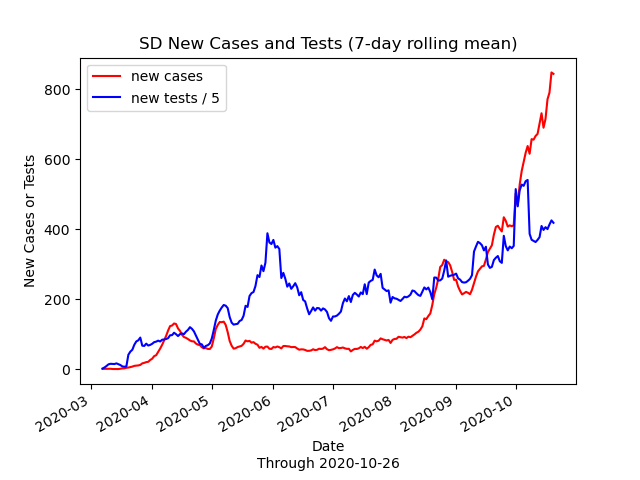 SD New Cases and Tests (7-day rolling mean)
new cases
new tests / 5
New Cases or Tests
800
600
400
200
0
2020-03
2020-04
2020-05
2020-06
2020-07
2020-08
2020-09
2020-10
Date
Through 2020-10-26